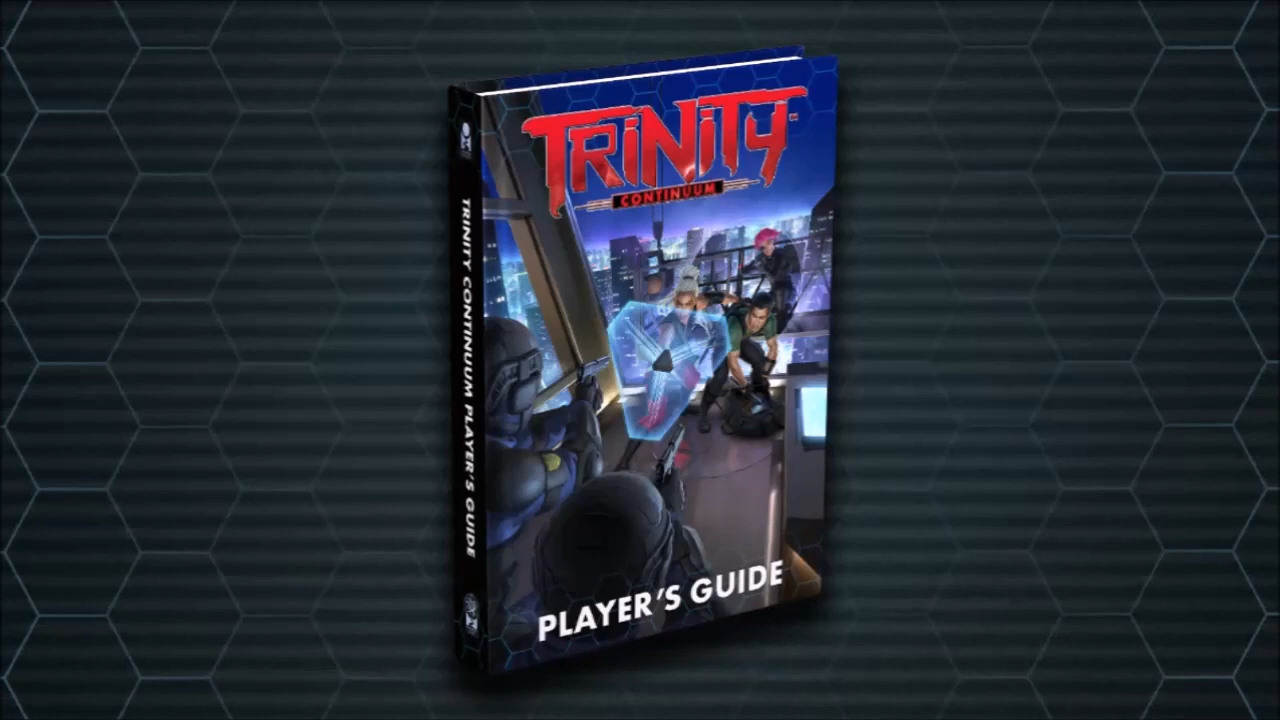 TRINITY
CONTINUUM
TRINITY CONTINUUM PLAYER'S GUIDE
PLAYER'S GUIDE